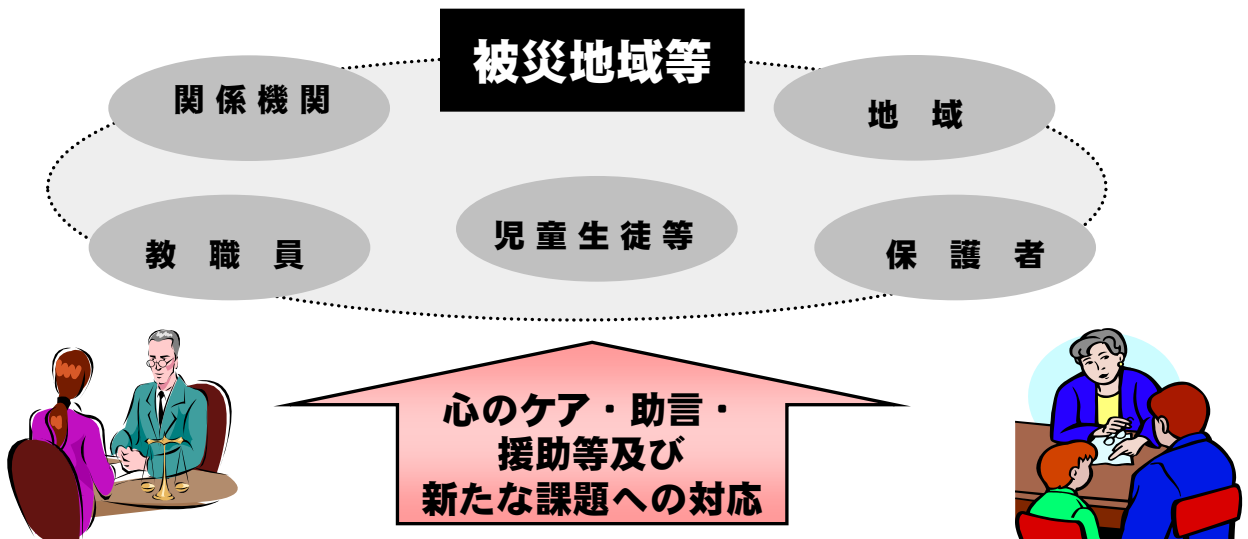 被災地域等
関係機関
地　域
教　職　員
児童生徒等
保　護　者
心のケア・助言・
援助等及び
新たな課題への対応